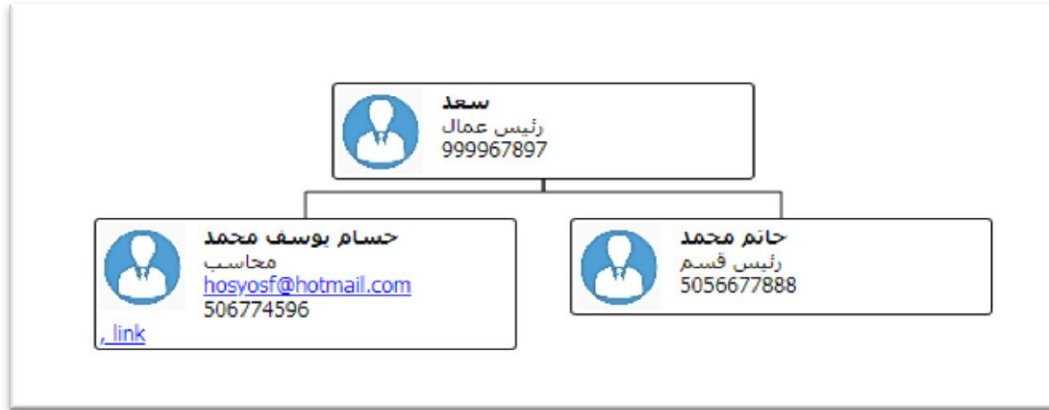 سعد
رئيس عمال
999967897
حسام يوسف محمد
محاسب
hosyosf@hotmail.com
506774596
, link
حاتم محمد
رئيس قسم
5056677888